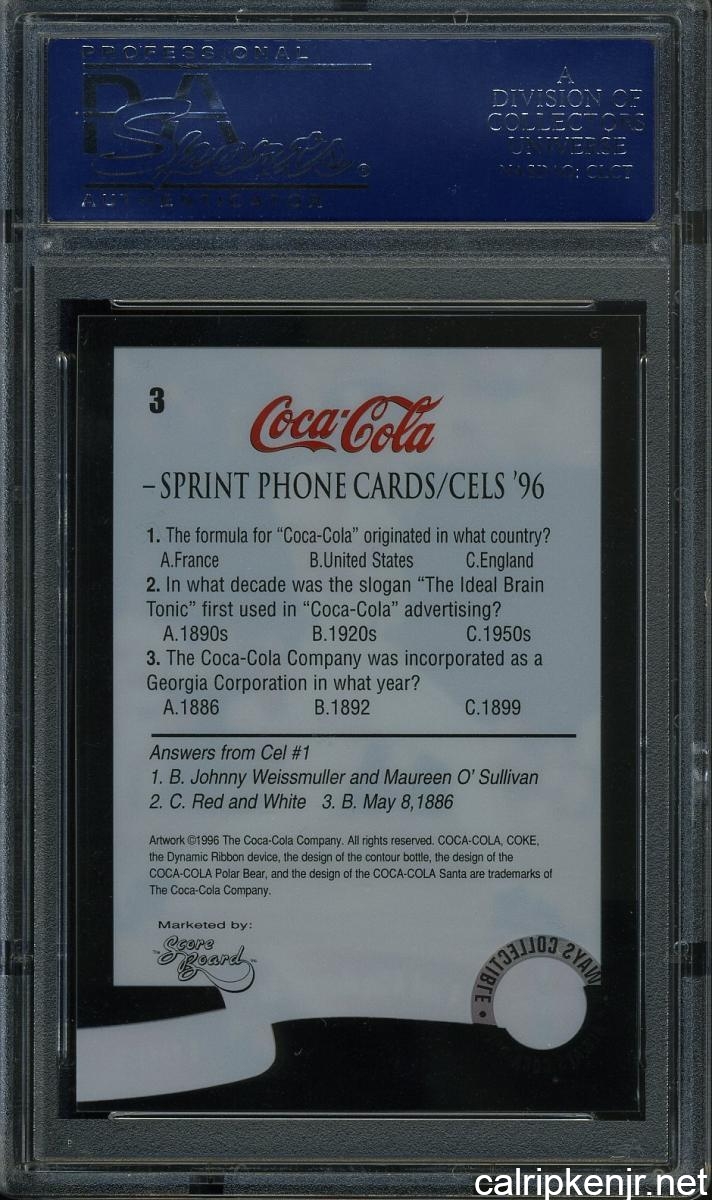 PROFESSIONAL
PSA
Sports
AUTHENTICATOR
A
DIVISION OF
COLLECTORS
UNIVERSE
NASDAQ: CLCT
3
Coca-Cola
–SPRINT PHONE CARDS/CELS '96
1. The formula for “Coca-Cola” originated in what country?
A.France B.United States C.England
2. In what decade was the slogan “The Ideal Brain
Tonic” first used in “Coca-Cola” advertising?
A.1890s B.1920s C.1950s
3. The Coca-Cola Company was incorporated as a
Georgia Corporation in what year?
A.1886 B.1892 C.1899
Answers from Cel #1
1. B. Johnny Weissmuller and Maureen O' Sullivan
2. C. Red and White 3. B. May 8,1886
Artwork ©1996 The Coca-Cola Company. All rights reserved. COCA-COLA, COKE,
the Dynamic Ribbon device, the design of the contour bottle, the design of the
COCA-COLA Polar Bear, and the design of the COCA-COLA Santa are trademarks of
The Coca-Cola Company.
Marketed by:
Score Board
WAYS COLLECTIBLE •
calripkenjr.net